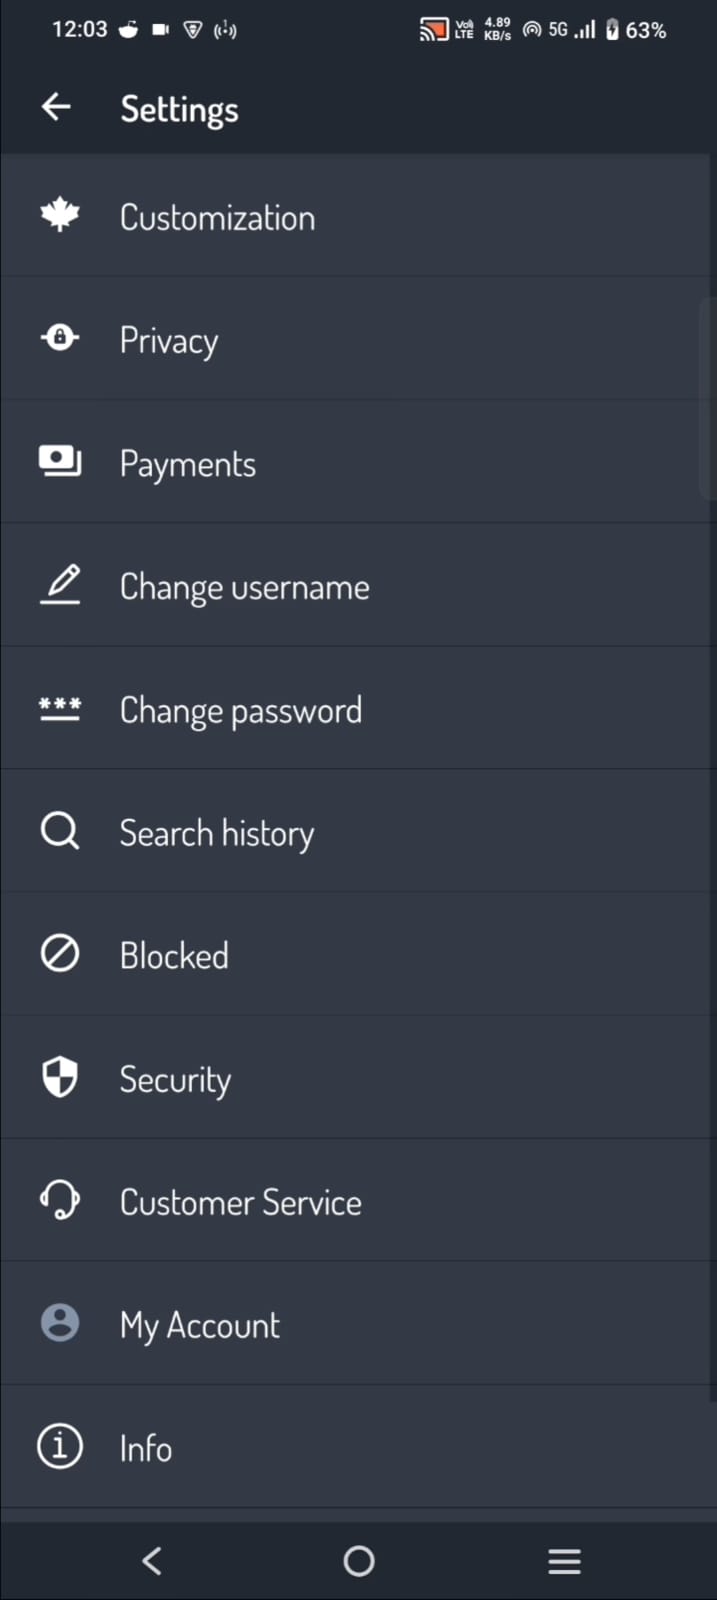 12:03 Vo) LTE 4.89 KB/s 5G 63%
Settings
Customization
Privacy
Payments
Change username
*** Change password
Search history
Blocked
Security
Customer Service
My Account
Info